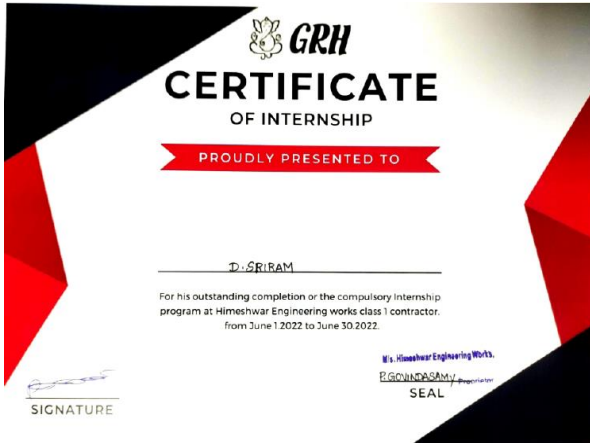 GRH
CERTIFICATE
OF INTERNSHIP
PROUDLY PRESENTED TO
D. SRIRAM
For his outstanding completion or the compulsory Internship
program at Himeshwar Engineering works class 1 contractor.
from June 1.2022 to June 30.2022.
M/s. Himeshwar Engineering Works.
P. GOVINDASAMY Proprietor
SIGNATURE
SEAL